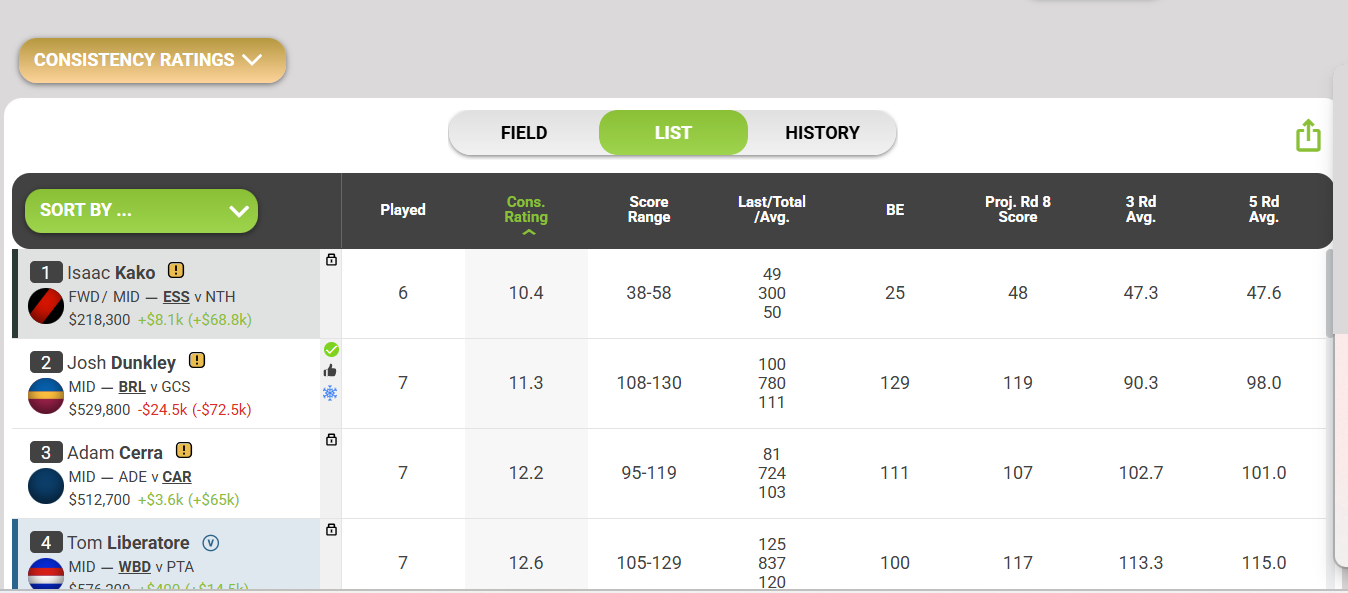 CONSISTENCY RATINGS
FIELD LIST HISTORY
SORT BY ... Played Cons. Rating Score Range Last/Total /Avg. BE Proj. Rd 8 Score 3 Rd Avg. 5 Rd Avg.
1 Isaac Kako
FWD/ MID — ESS v NTH
$218,300 +$8.1k (+$68.8k)
6 10.4 38-58 49 300 50 25 48 47.3 47.6
2 Josh Dunkley
MID — BRL v GCS
$529,800 -$24.5k (-$72.5k)
7 11.3 108-130 100 780 111 129 119 90.3 98.0
3 Adam Cerra
MID — ADE v CAR
$512,700 +$3.6k (+$65k)
7 12.2 95-119 81 724 103 111 107 102.7 101.0
4 Tom Liberatore V
MID — WBD v PTA
7 12.6 105-129 125 837 120 100 117 113.3 115.0